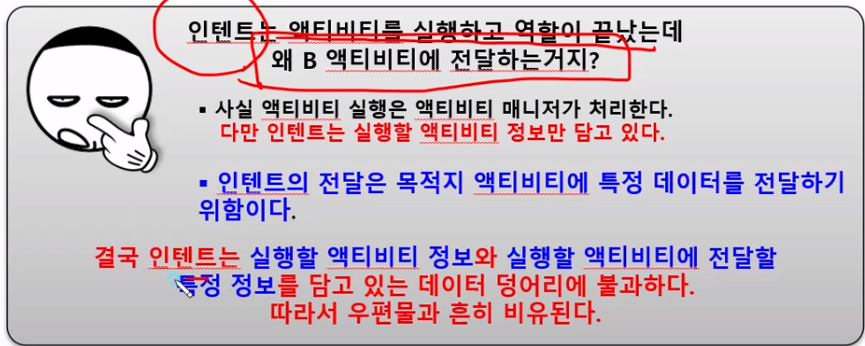 인텐트는 액티비티를 실행하고 역할이 끝났는데
왜 B 액티비티에 전달하는거지?
▪ 사실 액티비티 실행은 액티비티 매니저가 처리한다.
다만 인텐트는 실행할 액티비티 정보만 담고 있다.
▪ 인텐트의 전달은 목적지 액티비티에 특정 데이터를 전달하기
위함이다.
결국 인텐트는 실행할 액티비티 정보와 실행할 액티비티에 전달할
특정 정보를 담고 있는 데이터 덩어리에 불과하다.
따라서 우편물과 흔히 비유된다.